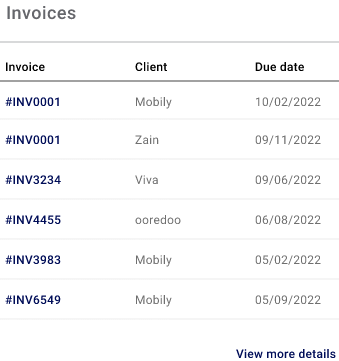 Invoices
Invoice Client Due date
#INV0001 Mobily 10/02/2022
#INV0001 Zain 09/11/2022
#INV3234 Viva 09/06/2022
#INV4455 ooredoo 06/08/2022
#INV3983 Mobily 05/02/2022
#INV6549 Mobily 05/09/2022
View more details